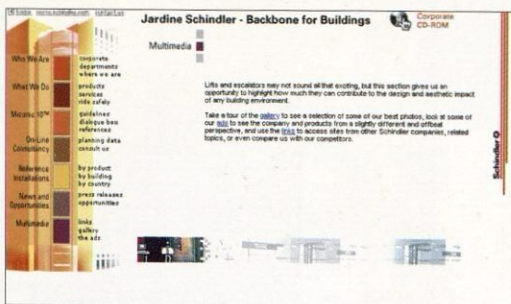 Jardine Schindler - Backbone for Buildings
Corporate
CD-ROM
Multimedia
Who We Are
corporate
departments
where we are
What We Do
products
services
ride safely
Miconic 10™
guidelines
dialogue box
references
On-Line
Consultancy
planning data
consult us
Reference
Installations
by product
by building
by country
News and
Opportunities
press releases
opportunities
Multimedia
links
gallery
the ads
Lifts and escalators may not sound all that exciting, but this section gives us an
opportunity to highlight how much they can contribute to the design and aesthetic impact
of any building environment.
Take a tour of the gallery to see a selection of some of our best photos, look at some of
our ads to see the company and products from a slightly different and offbeat
perspective, and use the links to access sites from other Schindler companies, related
topics, or even compare us with our competitors.
Schindler